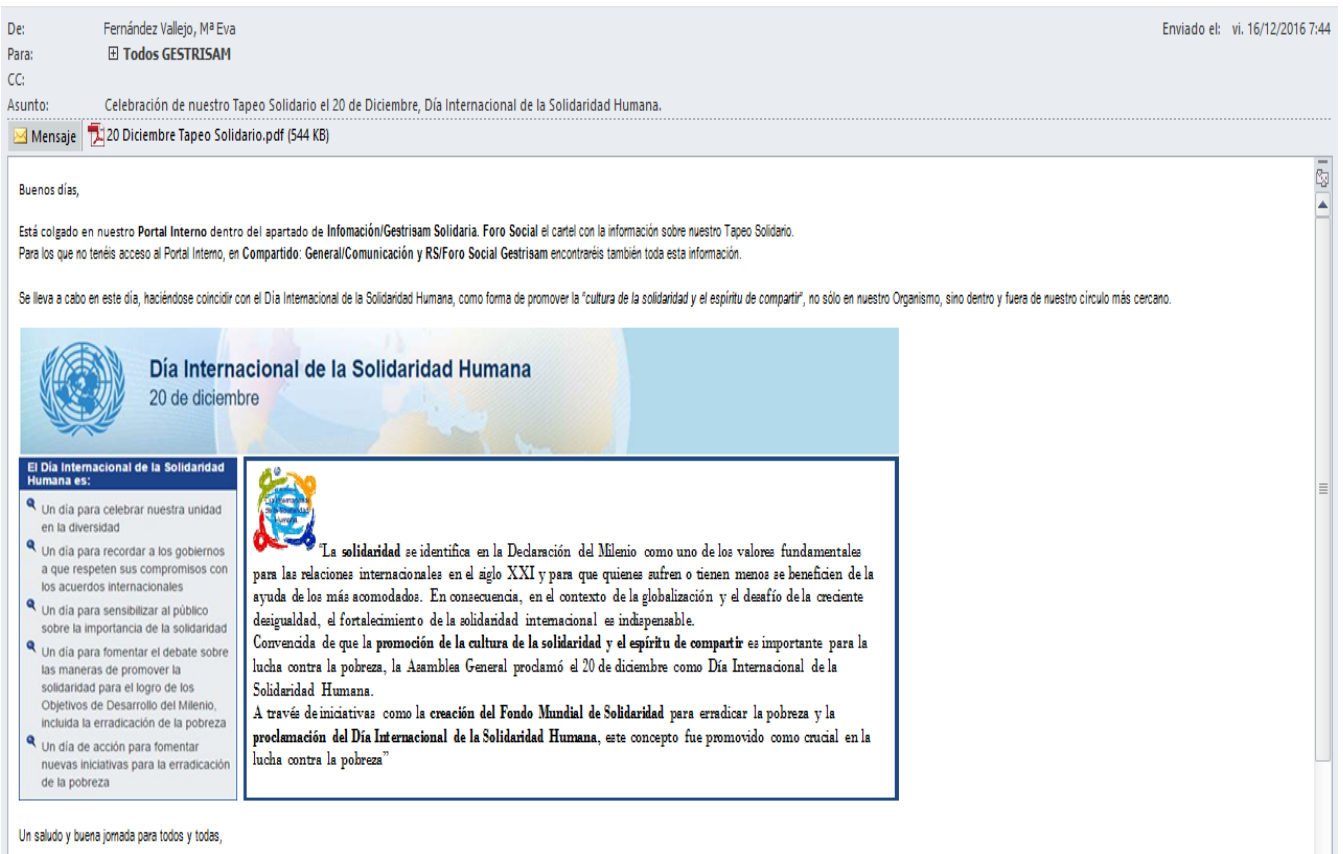 De: Fernández Vallejo, Mª Eva
Enviado el: vi. 16/12/2016 7:44
Para: Todos GESTRISAM
CC:
Asunto: Celebración de nuestro Tapeo Solidario el 20 de Diciembre, Día Internacional de la Solidaridad Humana.
Mensaje 20 Diciembre Tapeo Solidario.pdf (544 KB)
Buenos días,
Está colgado en nuestro Portal Interno dentro del apartado de Infomación/Gestrisam Solidaria. Foro Social el cartel con la información sobre nuestro Tapeo Solidario.
Para los que no tenéis acceso al Portal Interno, en Compartido: General/Comunicación y RS/Foro Social Gestrisam encontraréis también toda esta información.
Se lleva a cabo en este día, haciéndose coincidir con el Día Internacional de la Solidaridad Humana, como forma de promover la "cultura de la solidaridad y el espíritu de compartir", no sólo en nuestro Organismo, sino dentro y fuera de nuestro círculo más cercano.
Día Internacional de la Solidaridad Humana
20 de diciembre
El Día Internacional de la Solidaridad
Humana es:
Un día para celebrar nuestra unidad
en la diversidad
Un día para recordar a los gobiernos
a que respeten sus compromisos con
los acuerdos internacionales
Un día para sensibilizar al público
sobre la importancia de la solidaridad
Un día para fomentar el debate sobre
las maneras de promover la
solidaridad para el logro de los
Objetivos de Desarrollo del Milenio,
incluida la erradicación de la pobreza
Un día de acción para fomentar
nuevas iniciativas para la erradicación
de la pobreza
"La solidaridad se identifica en la Declaración del Milenio como uno de los valores fundamentales
para las relaciones internacionales en el siglo XXI y para que quienes sufren o tienen menos se beneficien de la
ayuda de los más acomodados. En consecuencia, en el contexto de la globalización y el desafío de la creciente
desigualdad, el fortalecimiento de la solidaridad internacional es indispensable.
Convencida de que la promoción de la cultura de la solidaridad y el espíritu de compartir es importante para la
lucha contra la pobreza, la Asamblea General proclamó el 20 de diciembre como Día Internacional de la
Solidaridad Humana.
A través de iniciativas como la creación del Fondo Mundial de Solidaridad para erradicar la pobreza y la
proclamación del Día Internacional de la Solidaridad Humana, este concepto fue promovido como crucial en la
lucha contra la pobreza"
Un saludo y buena jornada para todos y todas,